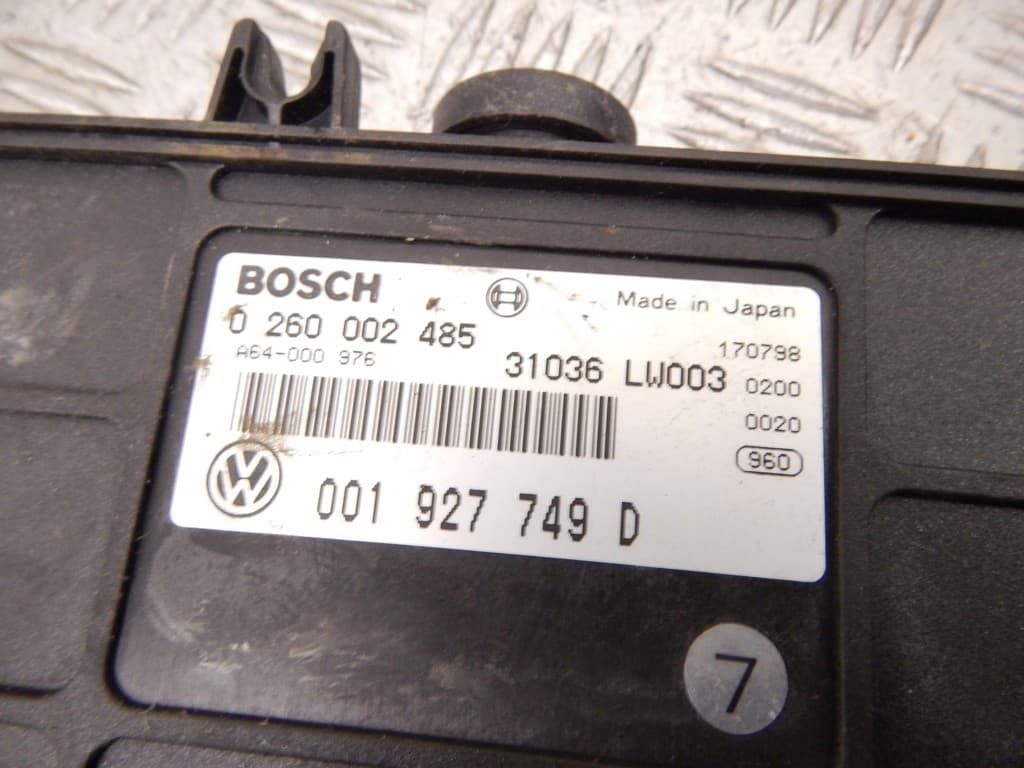 BOSCH
Made in Japan
0 260 002 485
170798
A64-000 976
31036 LW003 0200
0020
960
VW
001 927 749 D
7